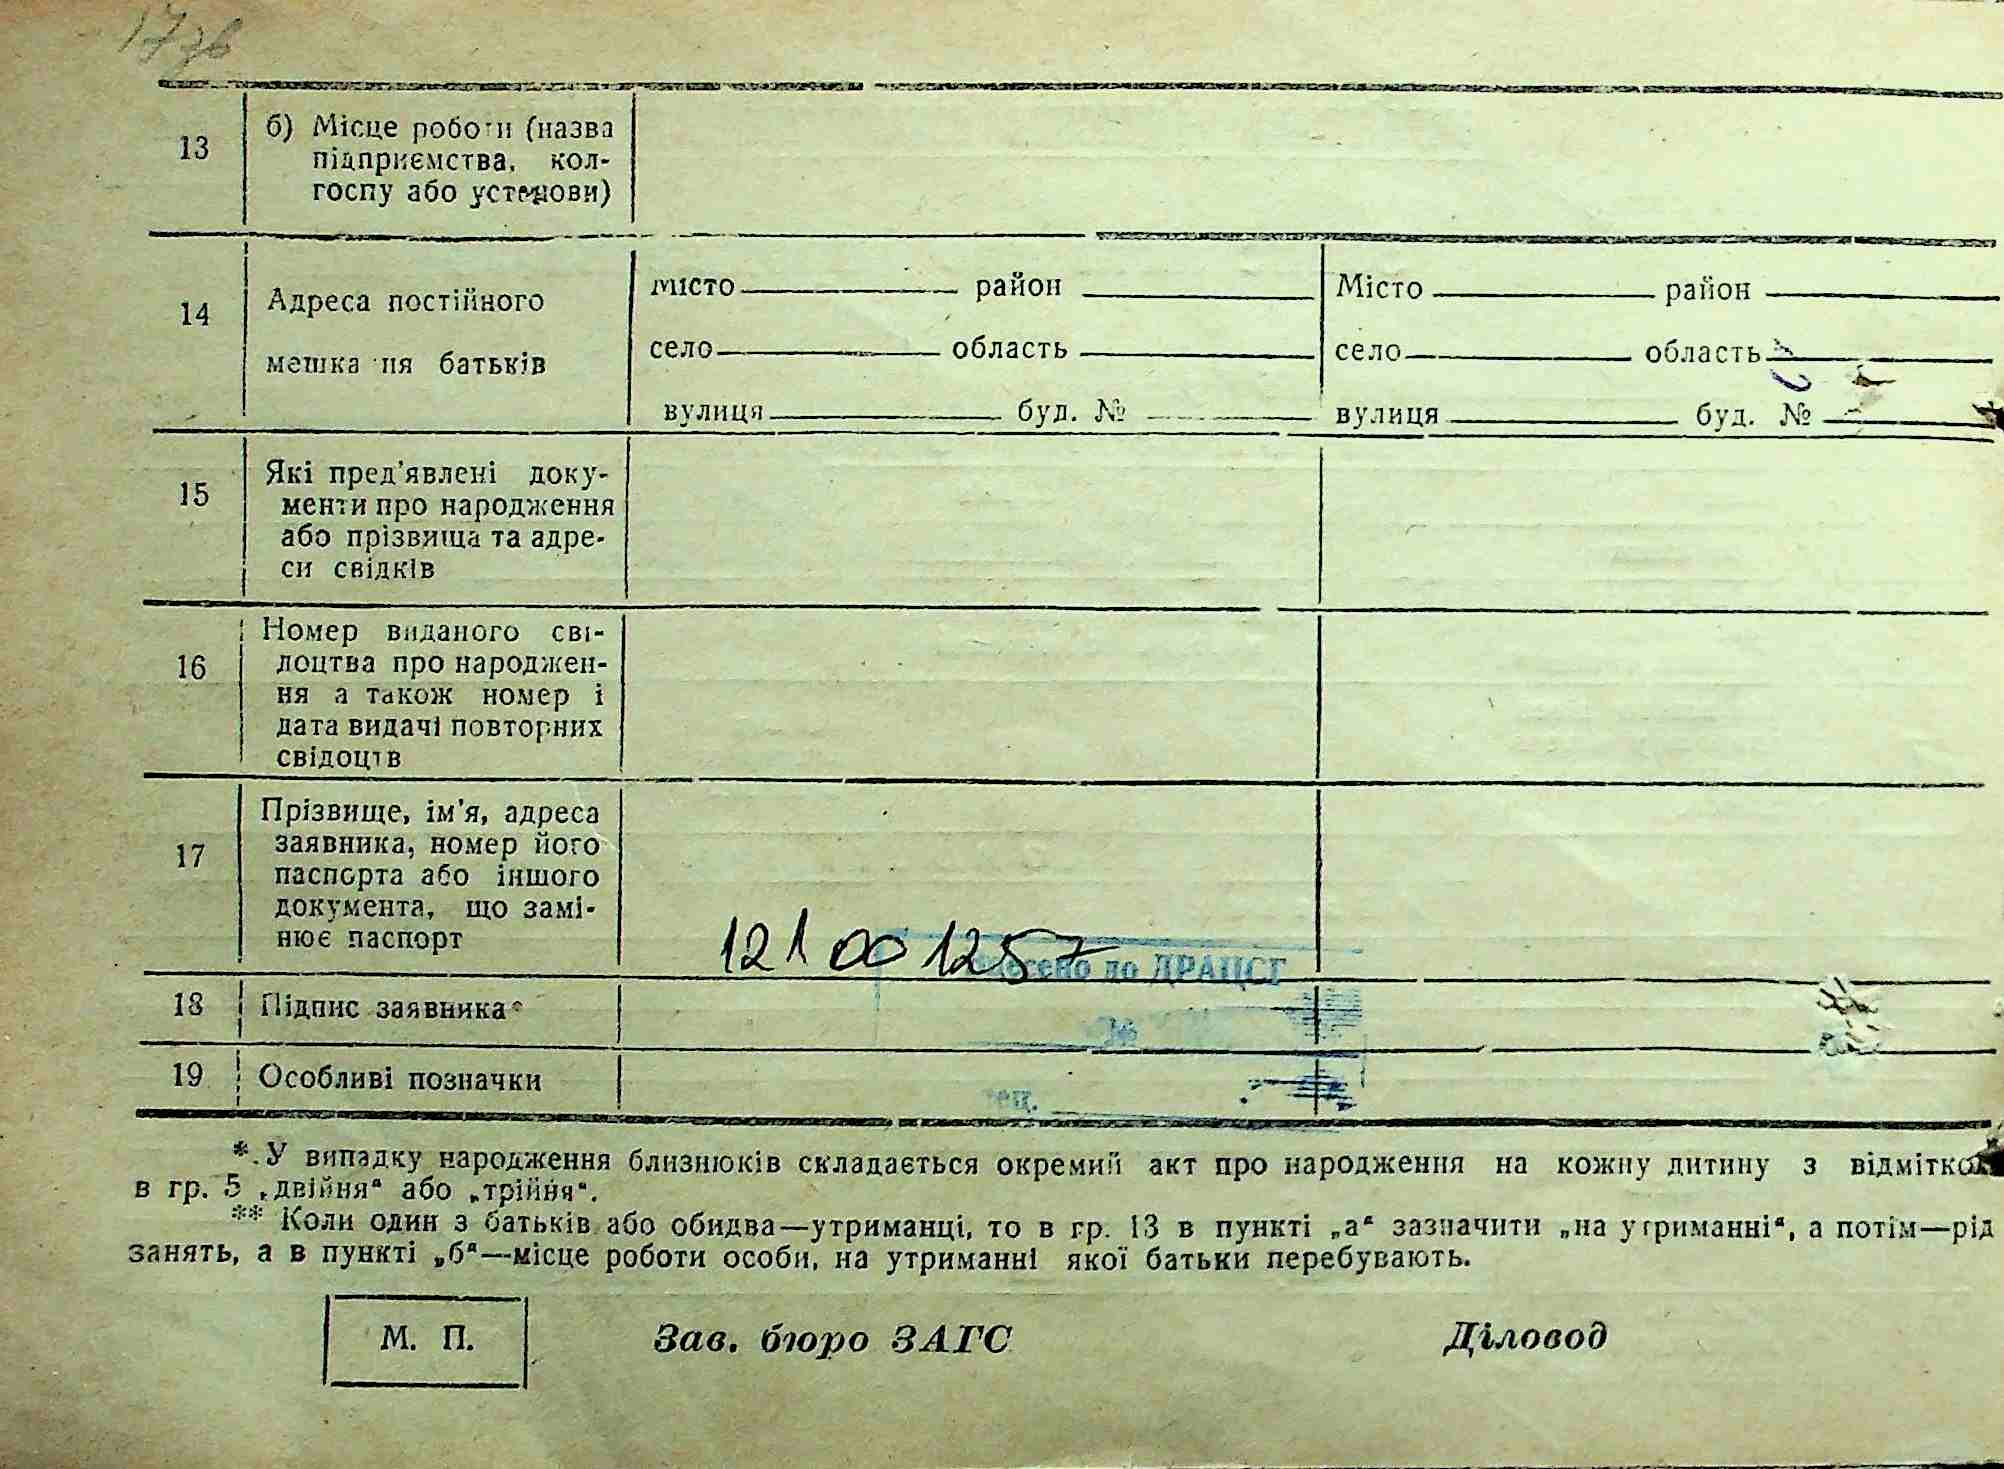 17 зв
13
б) Місце роботи (назва
підприємства, кол-
госпу або установи)
14
Адреса постійного
мешкання батьків
місто район
село область
вулиця буд. №
Місто район
село область
вулиця буд. №
15
Які пред'явлені доку-
менти про народження
або прізвища та адре-
си свідків
16
Номер виданого сві-
доцтва про народжен-
ня а також номер і
дата видачі повторних
свідоцтв
17
Прізвище, ім'я, адреса
заявника, номер його
паспорта або іншого
документа, що замі-
нює паспорт
121001257
Внесено до ДРАЦСГ
18
Підпис заявника*
№
19
Особливі позначки
*. У випадку народження близнюків складається окремий акт про народження на кожну дитину з відміткою
в гр. 5 „двійня“ або „трійня“.
** Коли один з батьків або обидва—утриманці, то в гр. 13 в пункті „а“ зазначити „на утриманні“, а потім—рід
занять, а в пункті „б“—місце роботи особи, на утриманні якої батьки перебувають.
М. П.
Зав. бюро ЗАГС
Діловод